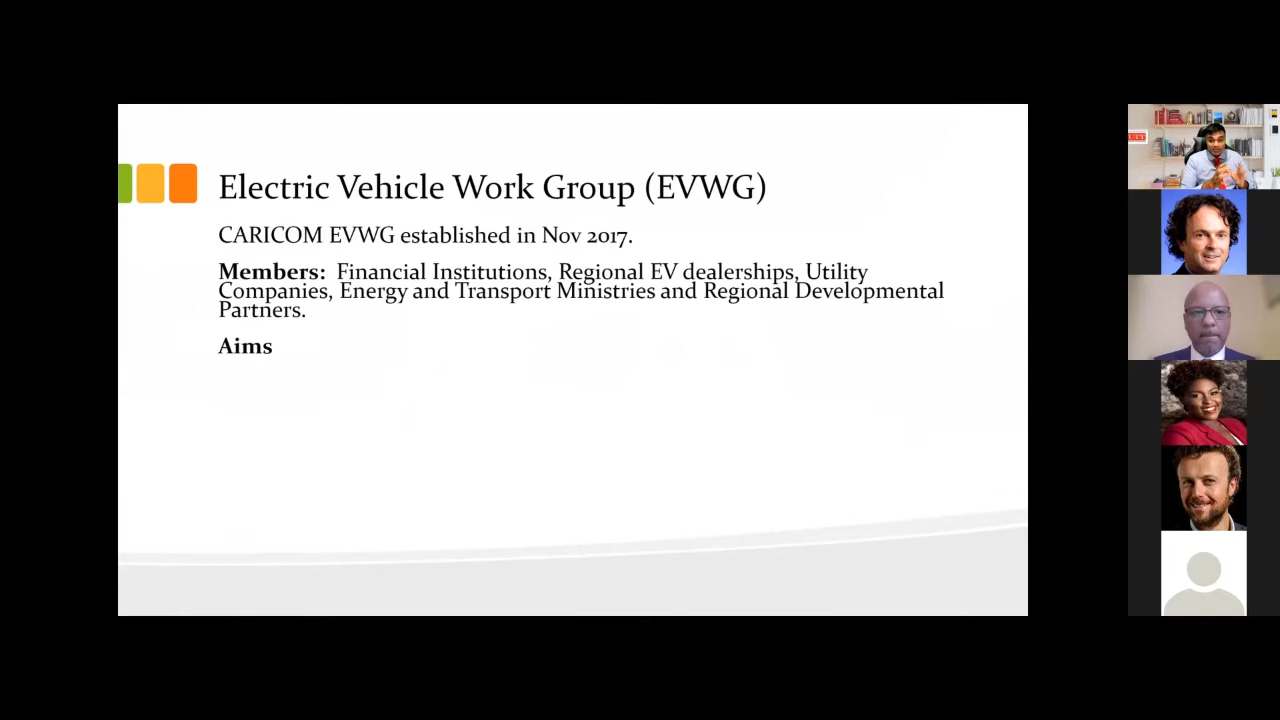 Electric Vehicle Work Group (EVWG)
CARICOM EVWG established in Nov 2017.
Members: Financial Institutions, Regional EV dealerships, Utility
Companies, Energy and Transport Ministries and Regional Developmental
Partners.
Aims